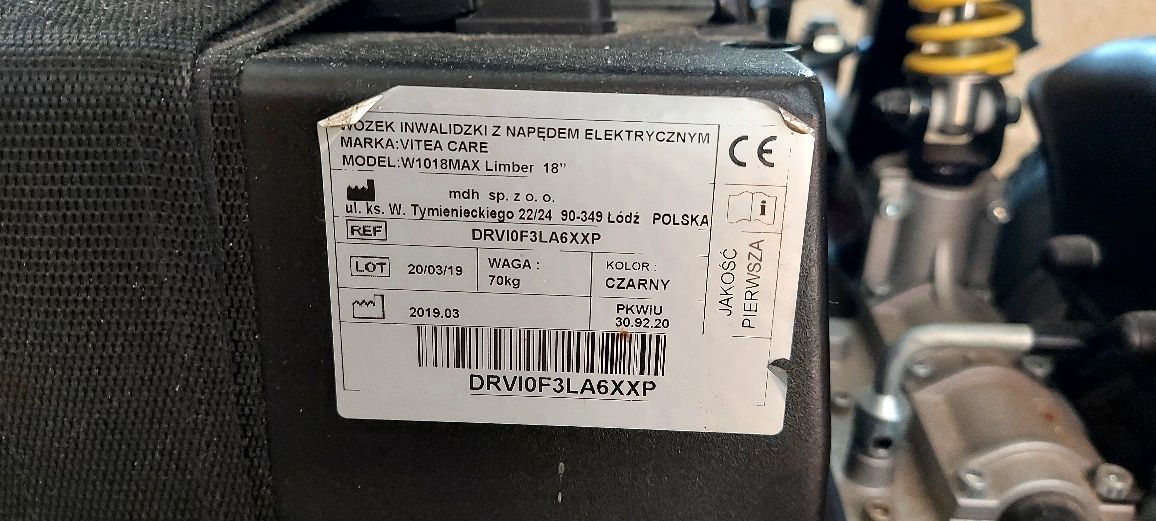 WÓZEK INWALIDZKI Z NAPĘDEM ELEKTRYCZNYM
MARKA:VITEA CARE
MODEL:W1018MAX Limber 18"
mdh sp. z o. o.
ul. ks. W. Tymienieckiego 22/24 90-349 Łódź POLSKA
REF DRVI0F3LA6XXP
LOT 20/03/19
WAGA :
70kg
KOLOR :
CZARNY
2019.03
PKWiU
30.92.20
DRVI0F3LA6XXP
CE
i
JAKOŚĆ
PIERWSZA